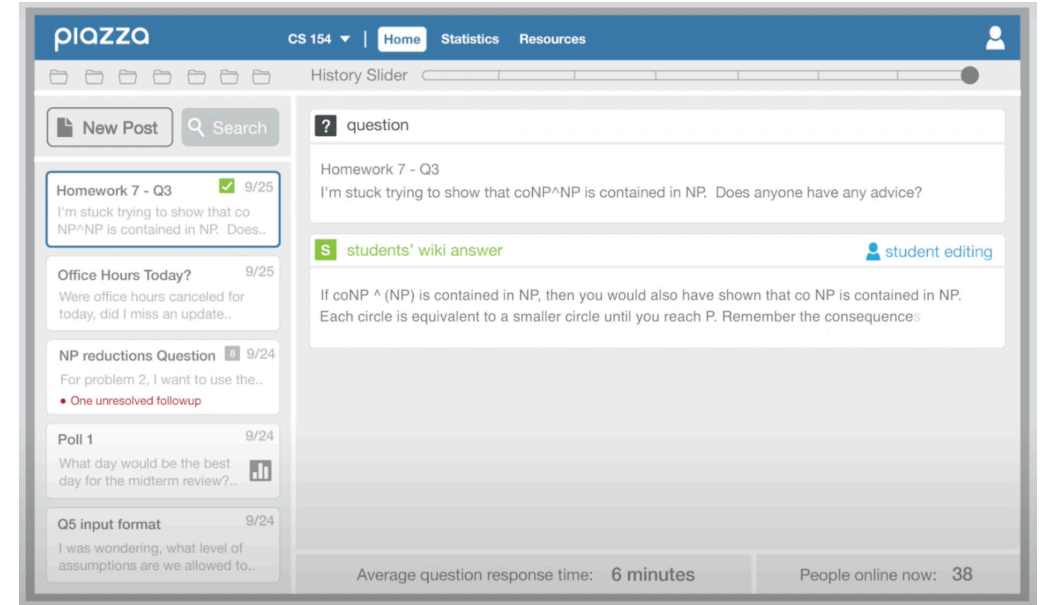 piazza
CS 154 ▼ | Home Statistics Resources
History Slider
New Post Search
Homework 7 - Q3 9/25
I'm stuck trying to show that co
NP^NP is contained in NP. Does..
Office Hours Today? 9/25
Were office hours canceled for
today, did I miss an update..
NP reductions Question 8 9/24
For problem 2, I want to use the..
• One unresolved followup
Poll 1 9/24
What day would be the best
day for the midterm review?..
Q5 input format 9/24
I was wondering, what level of
assumptions are we allowed to..
? question
Homework 7 - Q3
I'm stuck trying to show that coNP^NP is contained in NP. Does anyone have any advice?
S students' wiki answer student editing
If coNP ^ (NP) is contained in NP, then you would also have shown that co NP is contained in NP.
Each circle is equivalent to a smaller circle until you reach P. Remember the consequences
Average question response time: 6 minutes People online now: 38